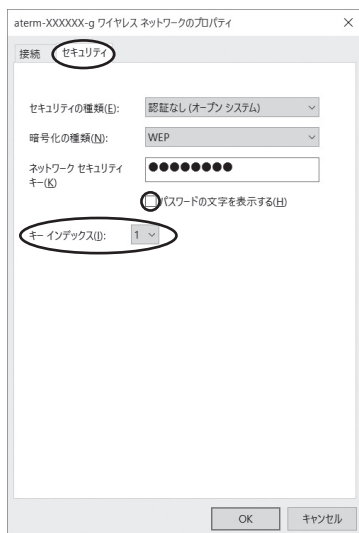 aterm-XXXXXX-g ワイヤレス ネットワークのプロパティ ×
接続 セキュリティ
セキュリティの種類(E): 認証なし (オープン システム)
暗号化の種類(N): WEP
ネットワーク セキュリティ
キー(K) ●●●●●●●●
パスワードの文字を表示する(H)
キー インデックス(I): 1
OK キャンセル